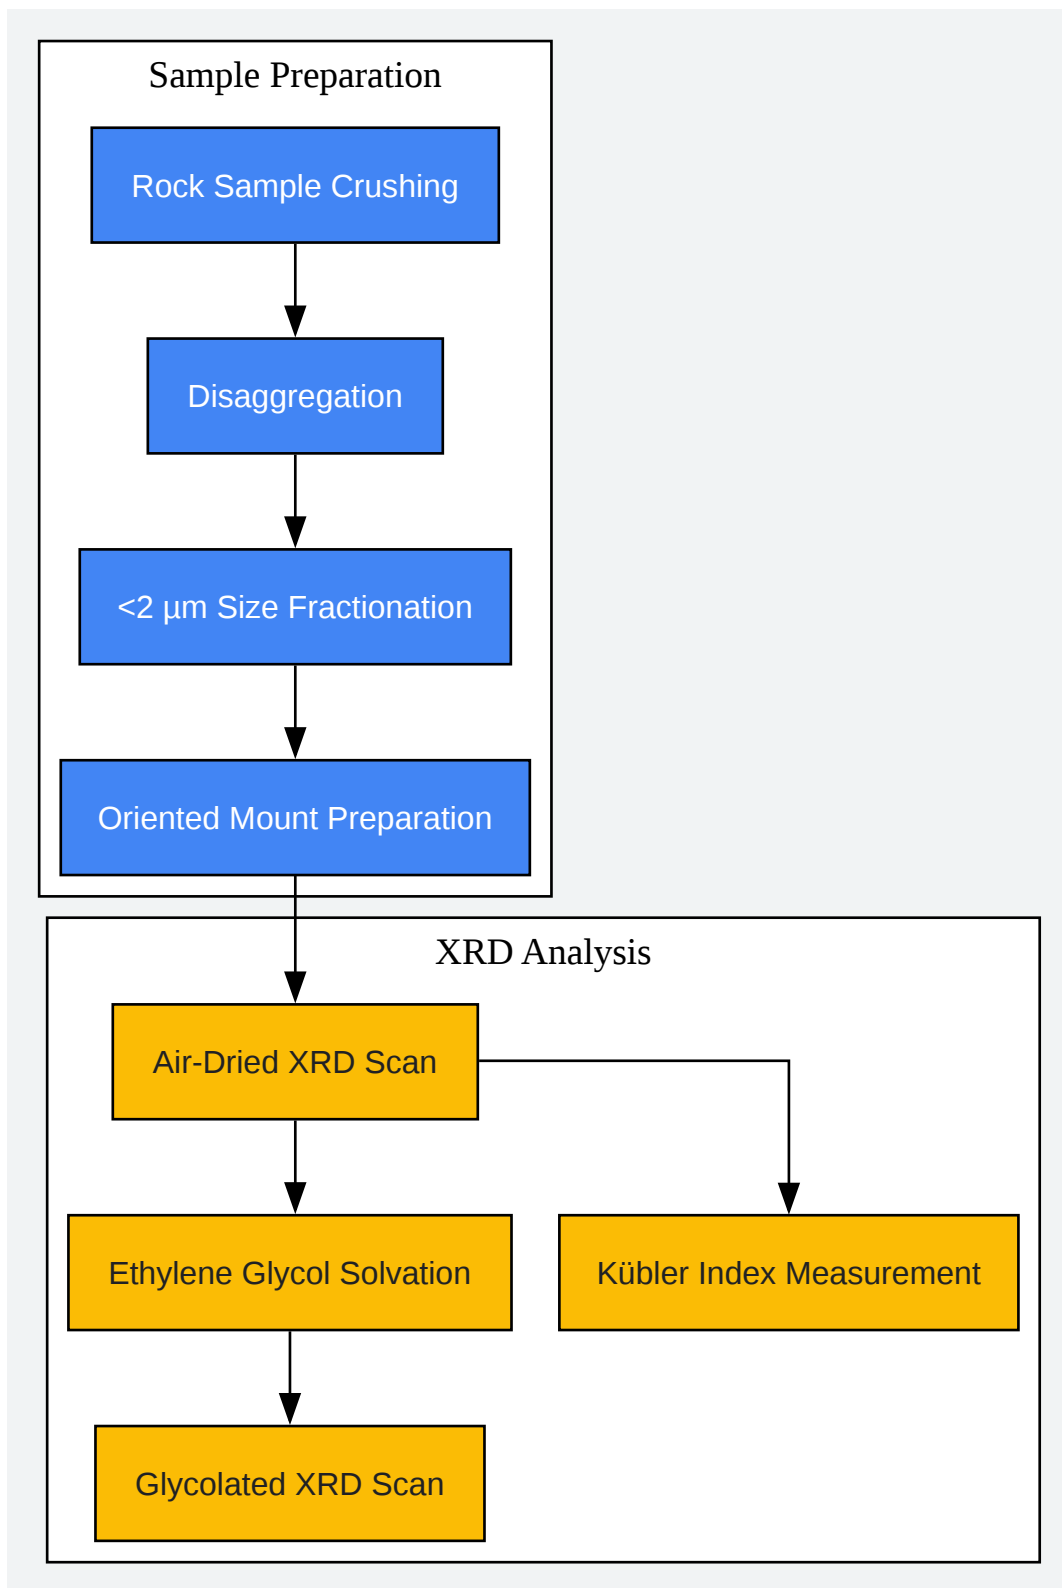 Sample Preparation
Rock Sample Crushing
Disaggregation
<2 µm Size Fractionation
Oriented Mount Preparation
XRD Analysis
Air-Dried XRD Scan
Ethylene Glycol Solvation
Kübler Index Measurement
Glycolated XRD Scan